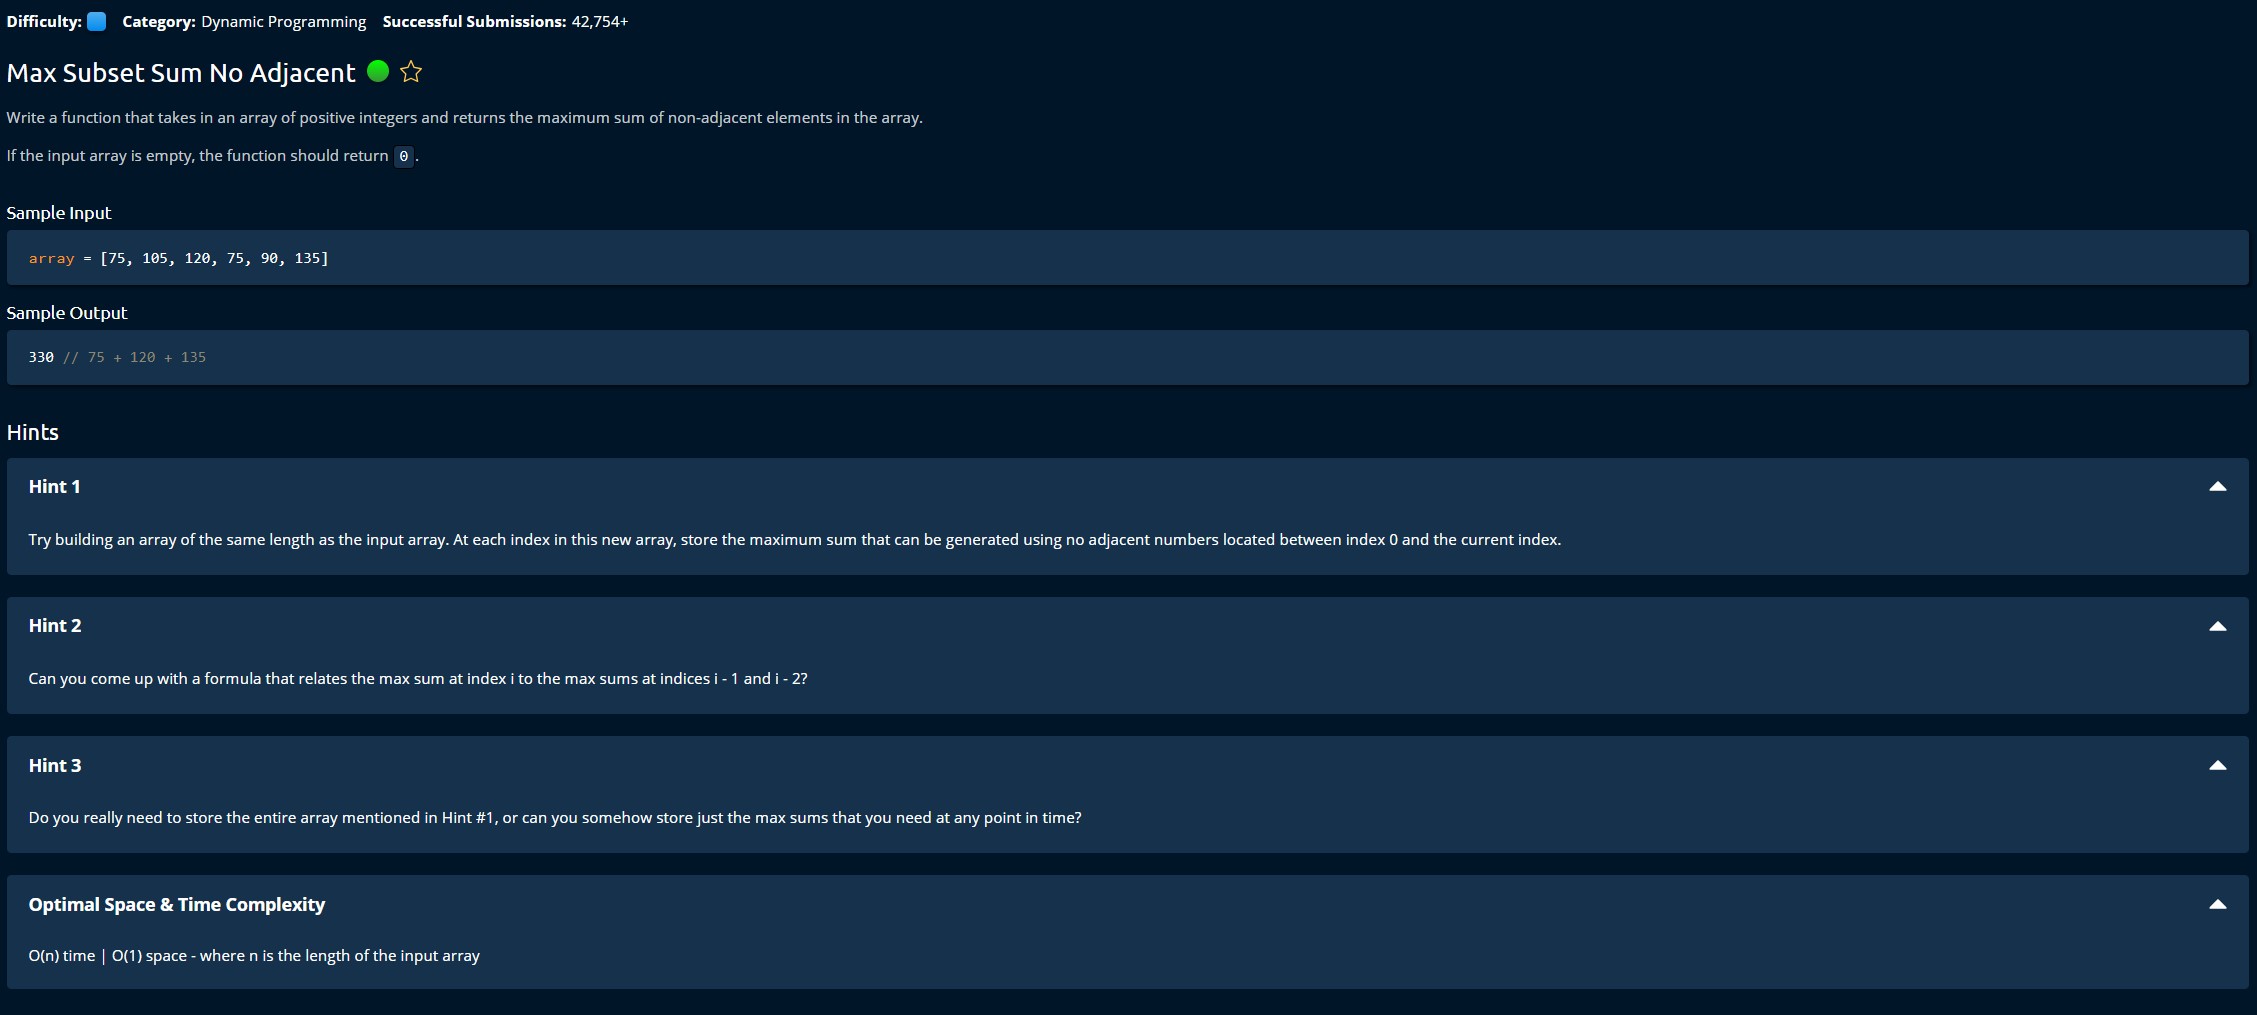 Difficulty: Category: Dynamic Programming Successful Submissions: 42,754+
Max Subset Sum No Adjacent
Write a function that takes in an array of positive integers and returns the maximum sum of non-adjacent elements in the array.
If the input array is empty, the function should return 0.
Sample Input
array = [75, 105, 120, 75, 90, 135]
Sample Output
330 // 75 + 120 + 135
Hints
Hint 1
Try building an array of the same length as the input array. At each index in this new array, store the maximum sum that can be generated using no adjacent numbers located between index 0 and the current index.
Hint 2
Can you come up with a formula that relates the max sum at index i to the max sums at indices i - 1 and i - 2?
Hint 3
Do you really need to store the entire array mentioned in Hint #1, or can you somehow store just the max sums that you need at any point in time?
Optimal Space & Time Complexity
O(n) time | O(1) space - where n is the length of the input array